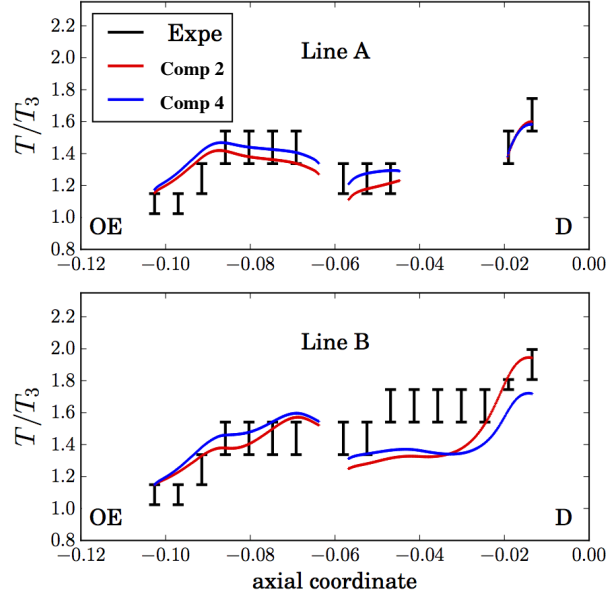 2.2
2.0
1.8
1.6
1.4
1.2
1.0
0.8
T/T3
Expe
Comp 2
Comp 4
Line A
OE
D
−0.12
−0.10
−0.08
−0.06
−0.04
−0.02
0.00
2.2
2.0
1.8
1.6
1.4
1.2
1.0
0.8
T/T3
Line B
OE
D
−0.12
−0.10
−0.08
−0.06
−0.04
−0.02
0.00
axial coordinate